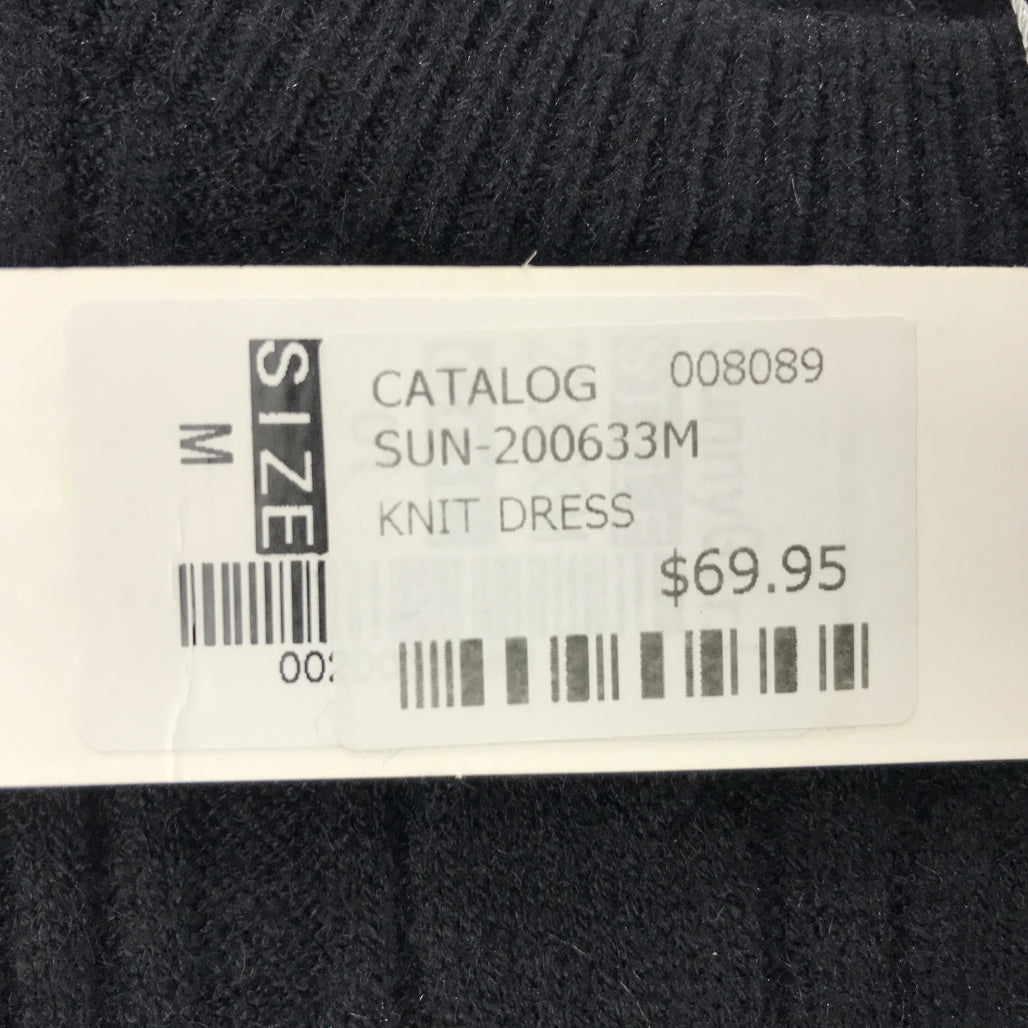 SIZE
M
002
CATALOG 008089
SUN-200633M
KNIT DRESS
$69.95